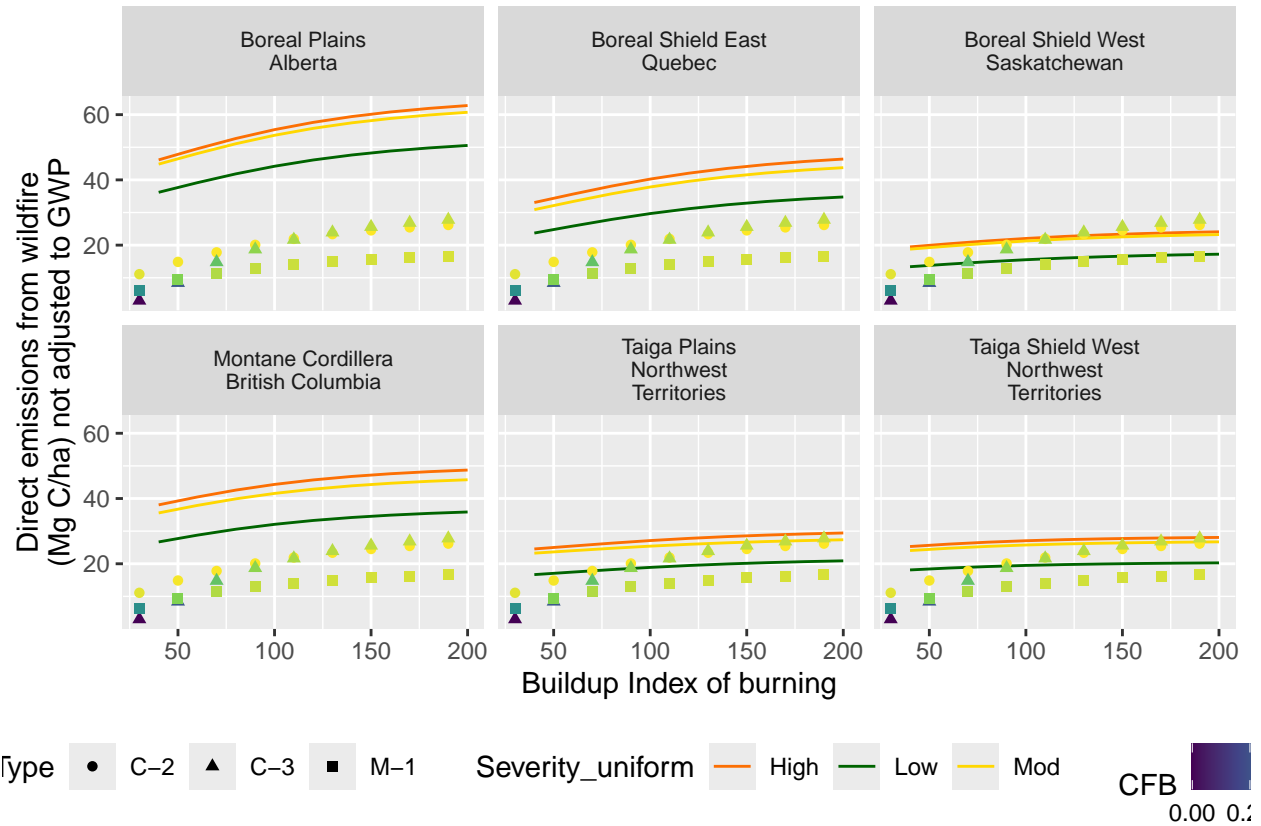 Boreal Plains
Alberta
Boreal Shield East
Quebec
Boreal Shield West
Saskatchewan
60
40
20
Montane Cordillera
British Columbia
Taiga Plains
Northwest
Territories
Taiga Shield West
Northwest
Territories
60
40
20
Direct emissions from wildfire
(Mg C/ha) not adjusted to GWP
50 100 150 200
50 100 150 200
50 100 150 200
Buildup Index of burning
Type C−2 C−3 M−1
Severity_uniform High Low Mod
CFB
0.00